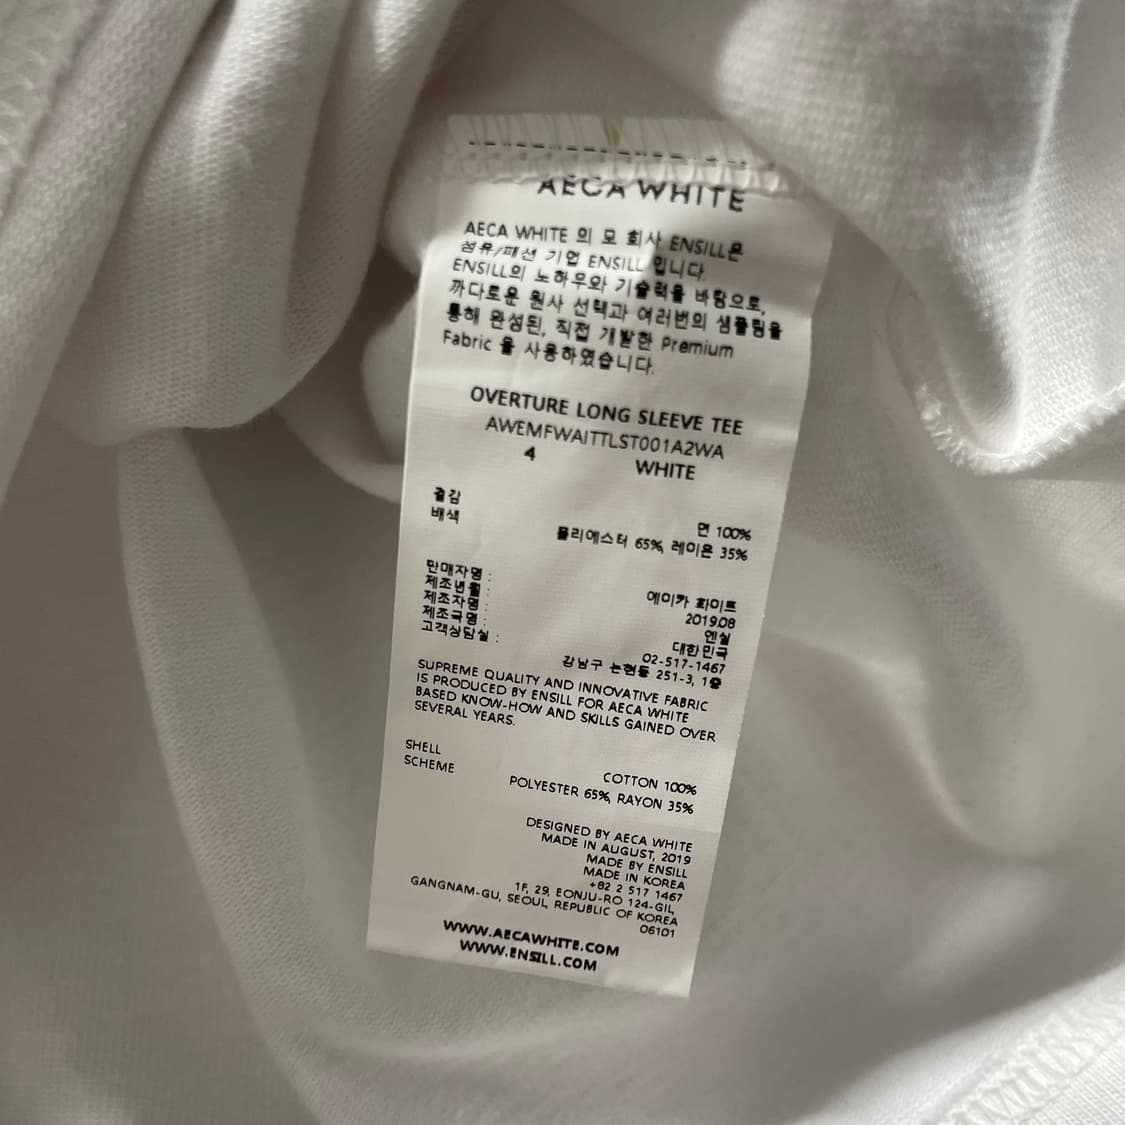 AECA WHITE
AECA WHITE 의 모 회사 ENSILL은
섬유/패션 기업 ENSILL 입니다
ENSILL의 노하우와 기술력을 바탕으로,
까다로운 원사 선택과 여러번의 샘플링을
통해 완성된, 직접 개발한 Premium
Fabric 을 사용하였습니다.
OVERTURE LONG SLEEVE TEE
AWEMFWAITTLST001A2WA
4 WHITE
겉감 면 100%
배색 폴리에스터 65%, 레이온 35%
판매자명 : 에이카 화이트
제조년월 : 2019.08
제조자명 : 엔실
제조국명 : 대한민국
고객상담실 : 02-517-1467
강남구 논현동 251-3, 1층
SUPREME QUALITY AND INNOVATIVE FABRIC
IS PRODUCED BY ENSILL FOR AECA WHITE
BASED KNOW-HOW AND SKILLS GAINED OVER
SEVERAL YEARS.
SHELL COTTON 100%
SCHEME POLYESTER 65%, RAYON 35%
DESIGNED BY AECA WHITE
MADE IN AUGUST, 2019
MADE BY ENSILL
MADE IN KOREA
+82 2 517 1467
1F, 29, EONJU-RO 124-GIL,
GANGNAM-GU, SEOUL, REPUBLIC OF KOREA
06101
WWW.AECAWHITE.COM
WWW.ENSILL.COM